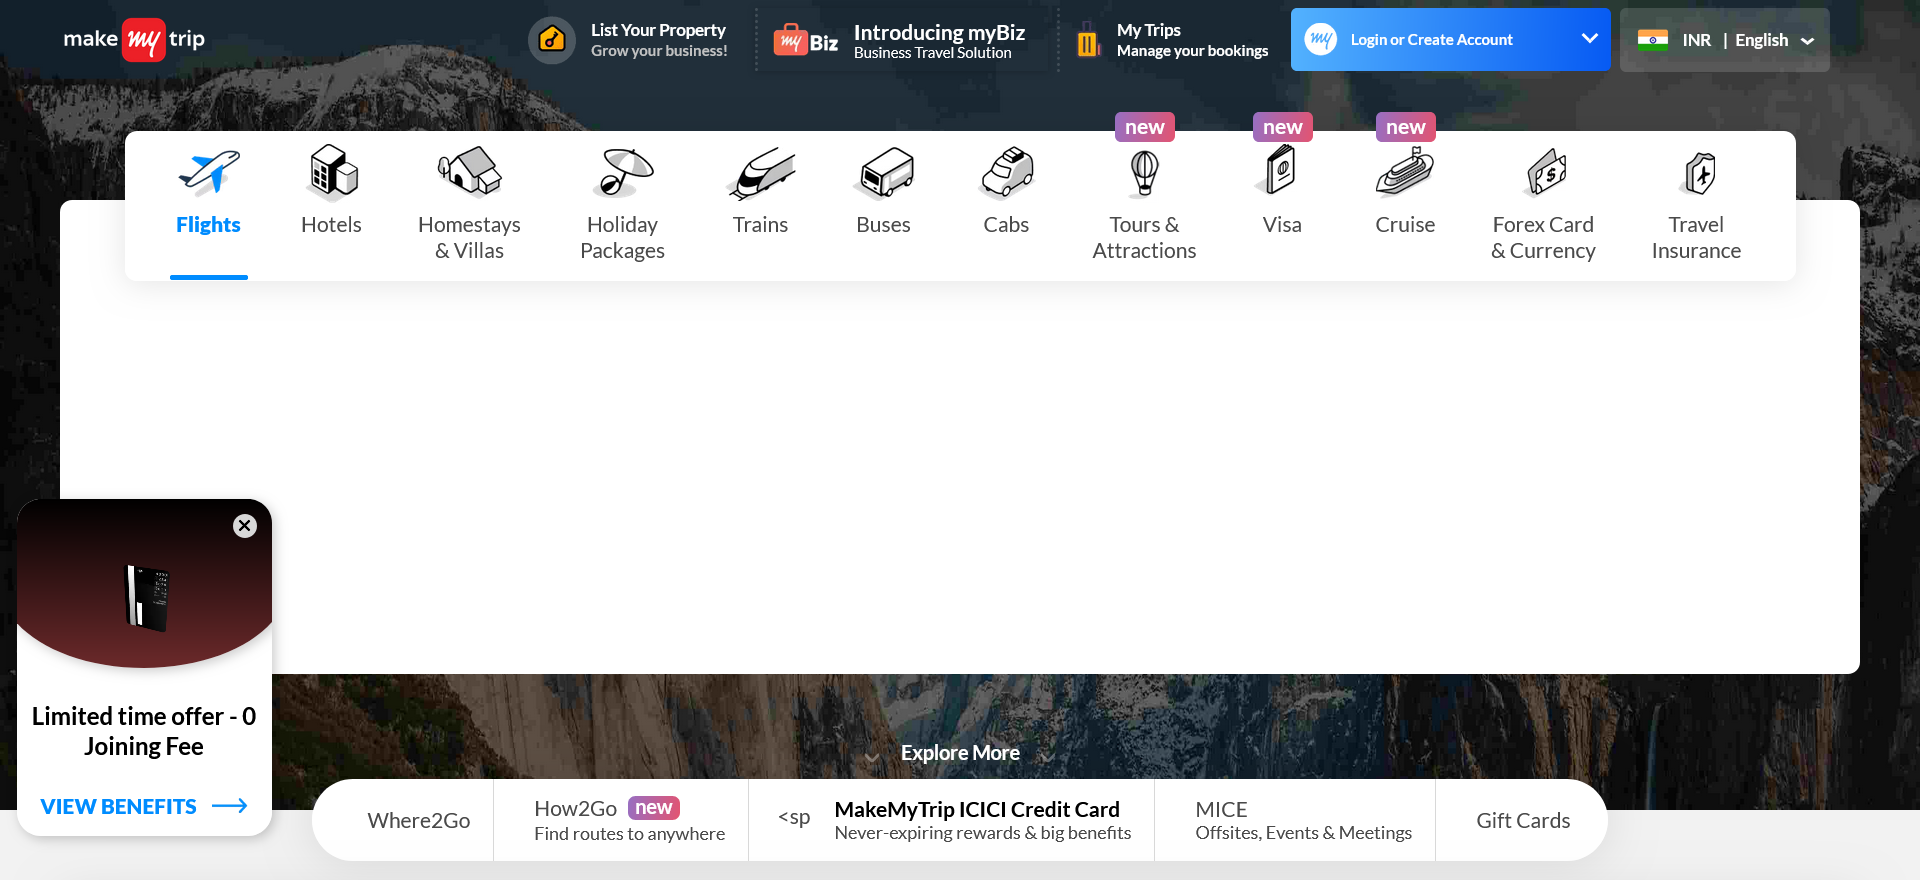 make my trip
List Your Property
Grow your business!
my Biz
Introducing myBiz
Business Travel Solution
My Trips
Manage your bookings
my
Login or Create Account
INR | English
new
new
new
Flights
Hotels
Homestays
& Villas
Holiday
Packages
Trains
Buses
Cabs
Tours &
Attractions
Visa
Cruise
Forex Card
& Currency
Travel
Insurance
Limited time offer - 0
Joining Fee
VIEW BENEFITS
Explore More
Where2Go
How2Go new
Find routes to anywhere
<sp
MakeMyTrip ICICI Credit Card
Never-expiring rewards & big benefits
MICE
Offsites, Events & Meetings
Gift Cards